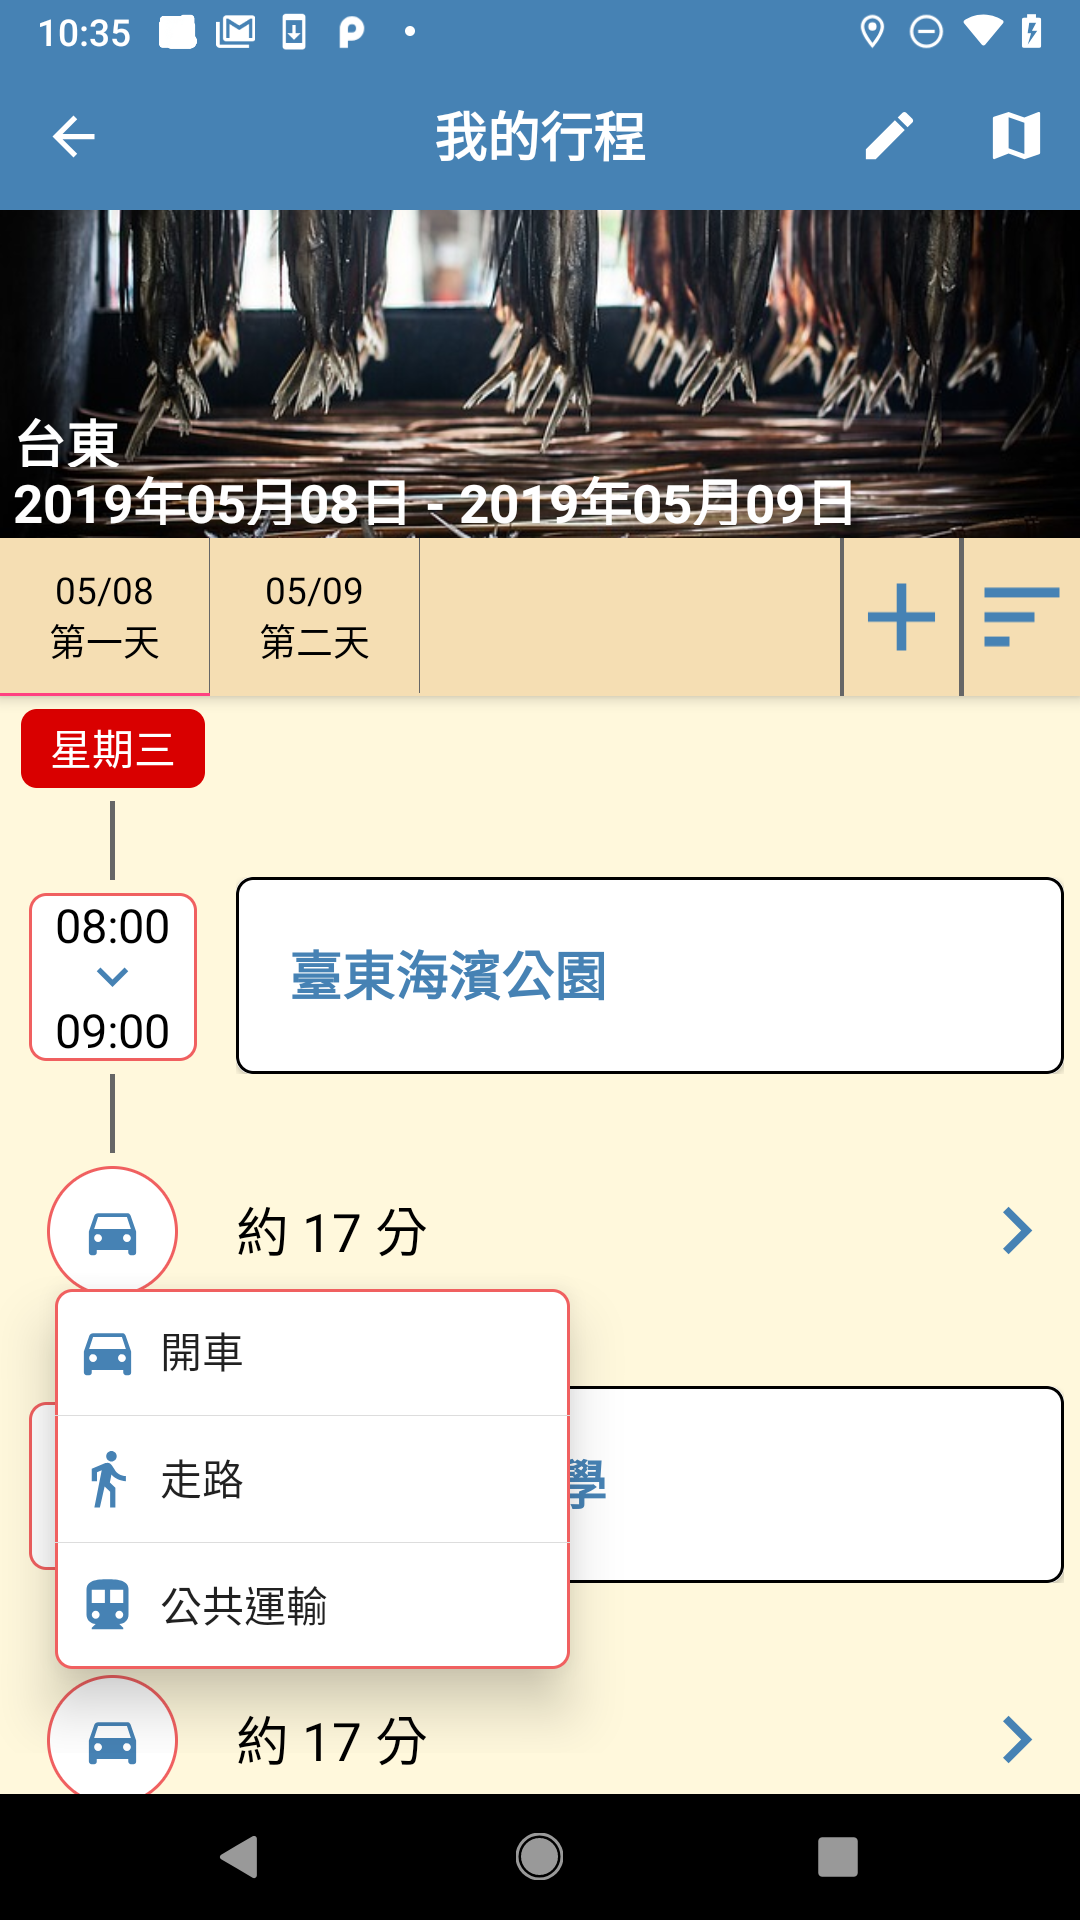 10:35
我的行程
台東
2019年05月08日 - 2019年05月09日
05/08
第一天
05/09
第二天
星期三
08:00
09:00
臺東海濱公園
約 17 分
開車
走路
公共運輸
學
約 17 分